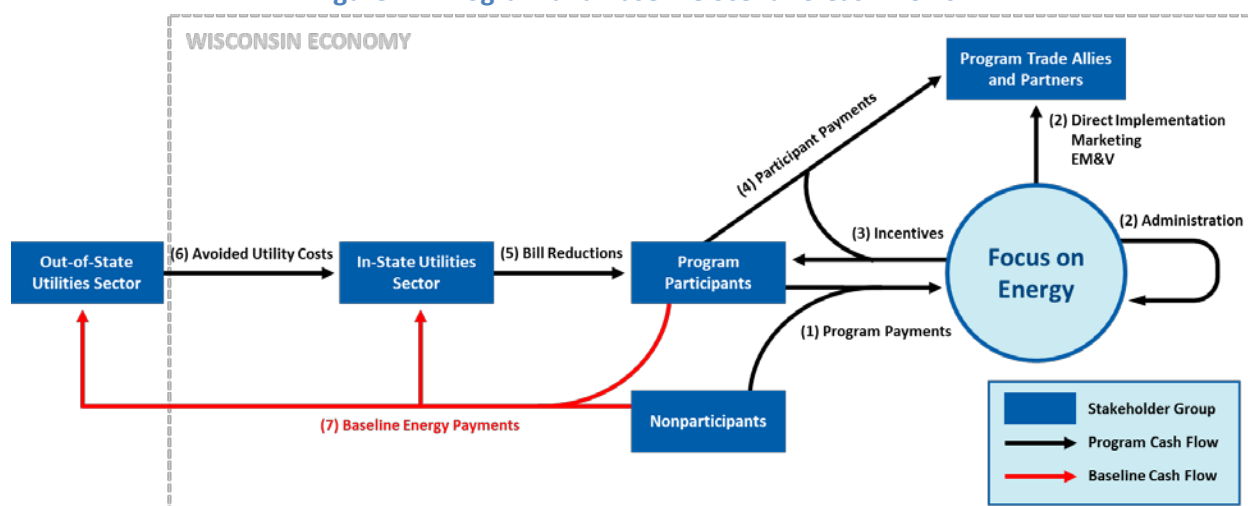 WISCONSIN ECONOMY
Program Trade Allies
and Partners
(4) Participant Payments
(2) Direct Implementation
Marketing
EM&V
(2) Administration
(3) Incentives
Focus on
Energy
(6) Avoided Utility Costs
(5) Bill Reductions
Out-of-State
Utilities Sector
In-State Utilities
Sector
Program
Participants
(1) Program Payments
Nonparticipants
(7) Baseline Energy Payments
Stakeholder Group
Program Cash Flow
Baseline Cash Flow